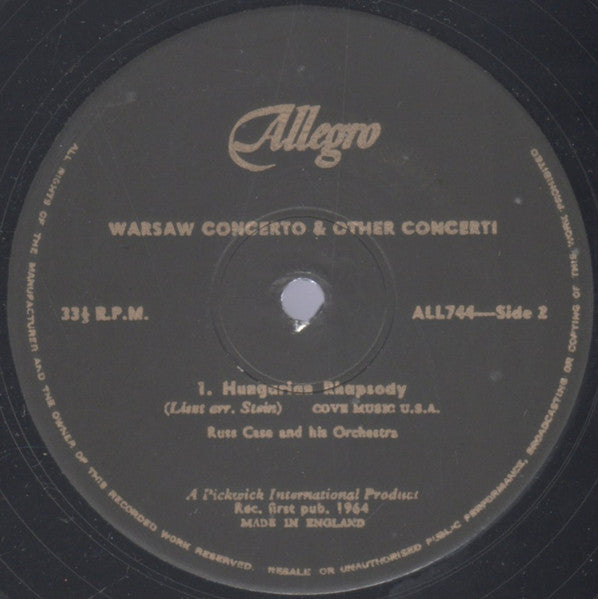 Allegro
WARSAW CONCERTO & OTHER CONCERTI
33⅓ R.P.M.
ALL744—Side 2
1. Hungarian Rhapsody
(Liszt arr. Stein) COVE MUSIC U.S.A.
Russ Case and his Orchestra
A Pickwick International Product
Rec. first pub. 1964
MADE IN ENGLAND
ALL RIGHTS OF THE MANUFACTURER AND THE OWNER OF THIS RECORDED WORK RESERVED. RESALE OR UNAUTHORISED PUBLIC PERFORMANCE, BROADCASTING OR COPYING OF THIS WORK PROHIBITED